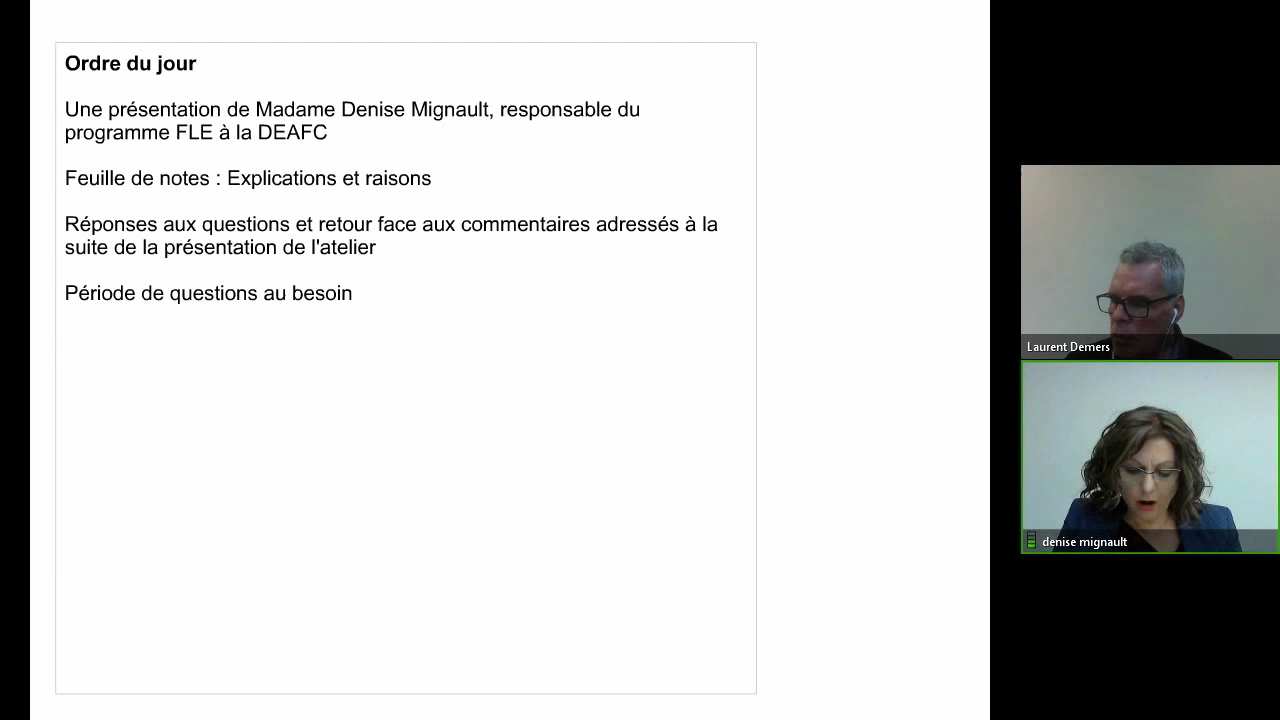 Ordre du jour
Une présentation de Madame Denise Mignault, responsable du
programme FLE à la DEAFC
Feuille de notes : Explications et raisons
Réponses aux questions et retour face aux commentaires adressés à la
suite de la présentation de l'atelier
Période de questions au besoin
Laurent Demers
denise mignault